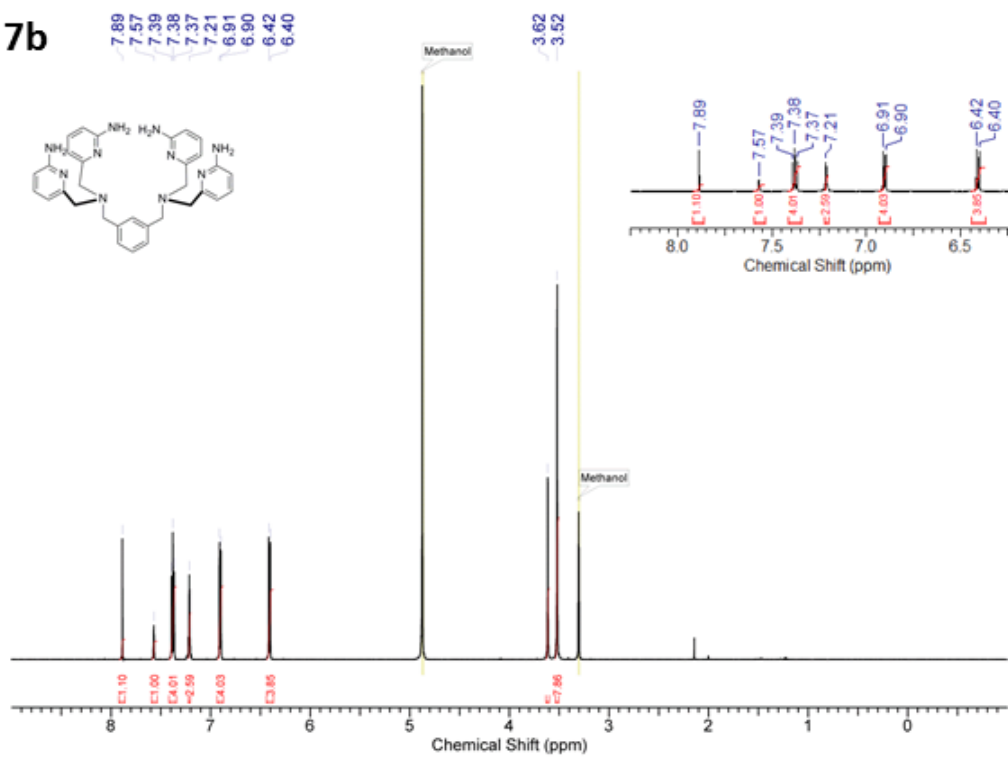 7b
7.89
7.57
7.39
7.38
7.37
7.21
6.91
6.90
6.42
6.40
3.62
3.52
Methanol
NH₂
H₂N
NH₂
NH₂
N
N
N
N
N
N
7.89
7.57
7.39
7.38
7.37
7.21
6.91
6.90
6.42
6.40
1.10
1.00
4.01
2.59
4.03
3.85
8.0 7.5 7.0 6.5
Chemical Shift (ppm)
Methanol
1.10
1.00
4.01
2.59
4.03
3.85
7.86
8 7 6 5 4 3 2 1 0
Chemical Shift (ppm)